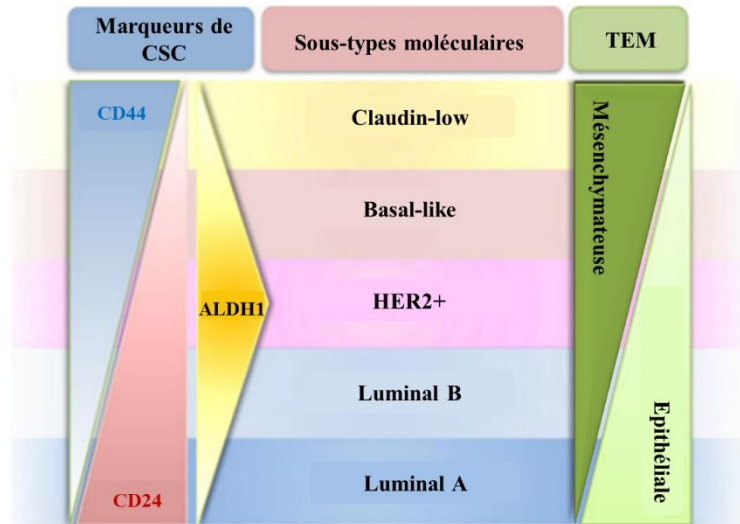 Marqueurs de
CSC
Sous-types moléculaires
TEM
CD44
Claudin-low
Mésenchymateuse
Basal-like
ALDH1
HER2+
Luminal B
Epithéliale
CD24
Luminal A